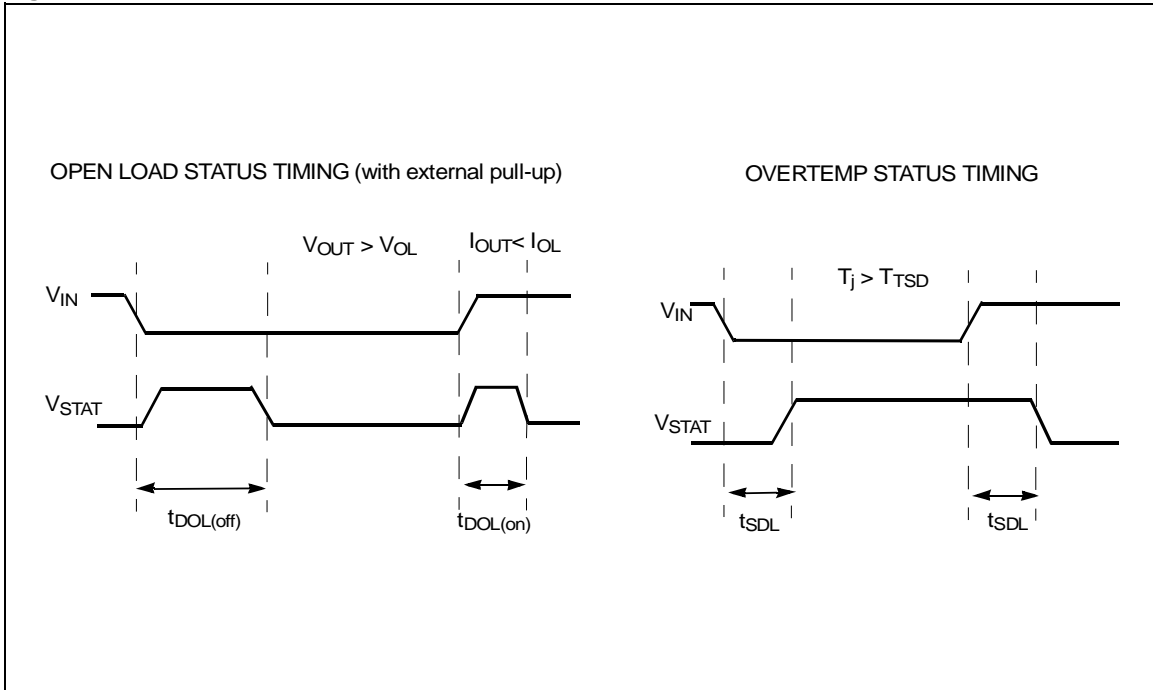 OPEN LOAD STATUS TIMING (with external pull-up)
VOUT > VOL
IOUT< IOL
VIN
VSTAT
tDOL(off)
tDOL(on)
OVERTEMP STATUS TIMING
Tj > TTSD
VIN
VSTAT
tSDL
tSDL